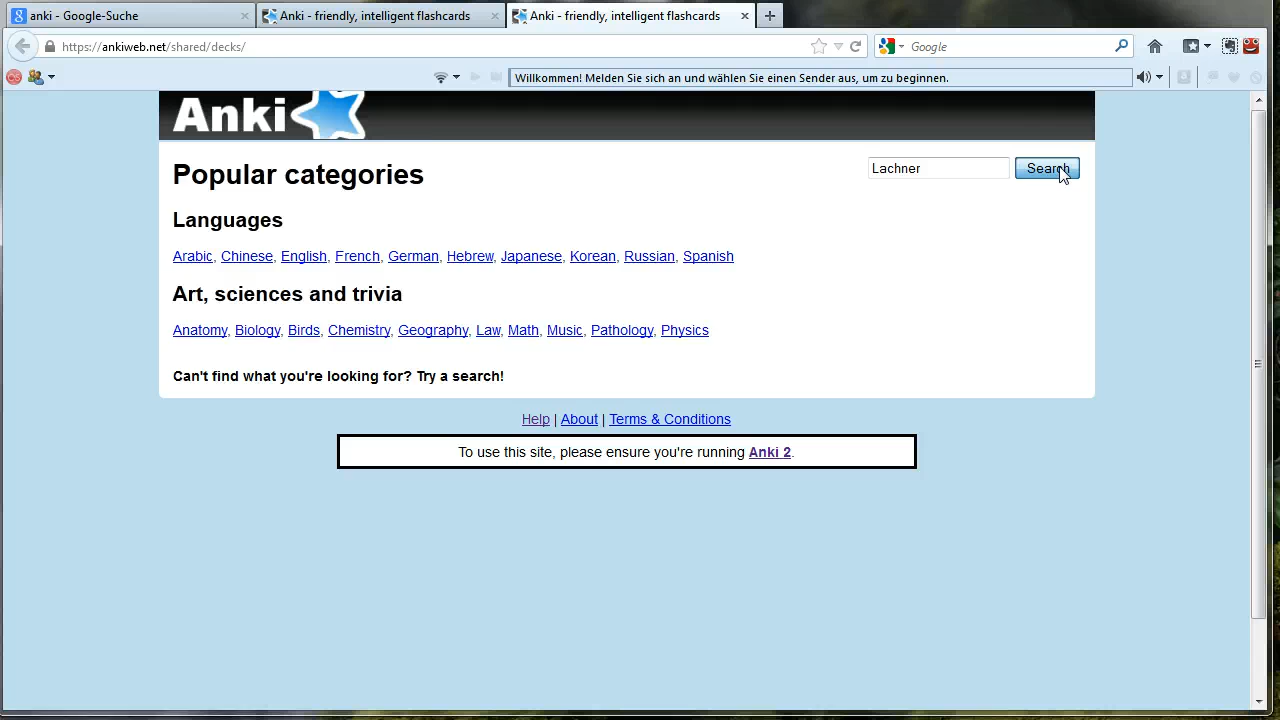 anki - Google-Suche
Anki - friendly, intelligent flashcards
Anki - friendly, intelligent flashcards
https://ankiweb.net/shared/decks/
Google
Willkommen! Melden Sie sich an und wählen Sie einen Sender aus, um zu beginnen.
Anki
Popular categories
Lachner
Search
Languages
Arabic, Chinese, English, French, German, Hebrew, Japanese, Korean, Russian, Spanish
Art, sciences and trivia
Anatomy, Biology, Birds, Chemistry, Geography, Law, Math, Music, Pathology, Physics
Can't find what you're looking for? Try a search!
Help | About | Terms & Conditions
To use this site, please ensure you're running Anki 2.